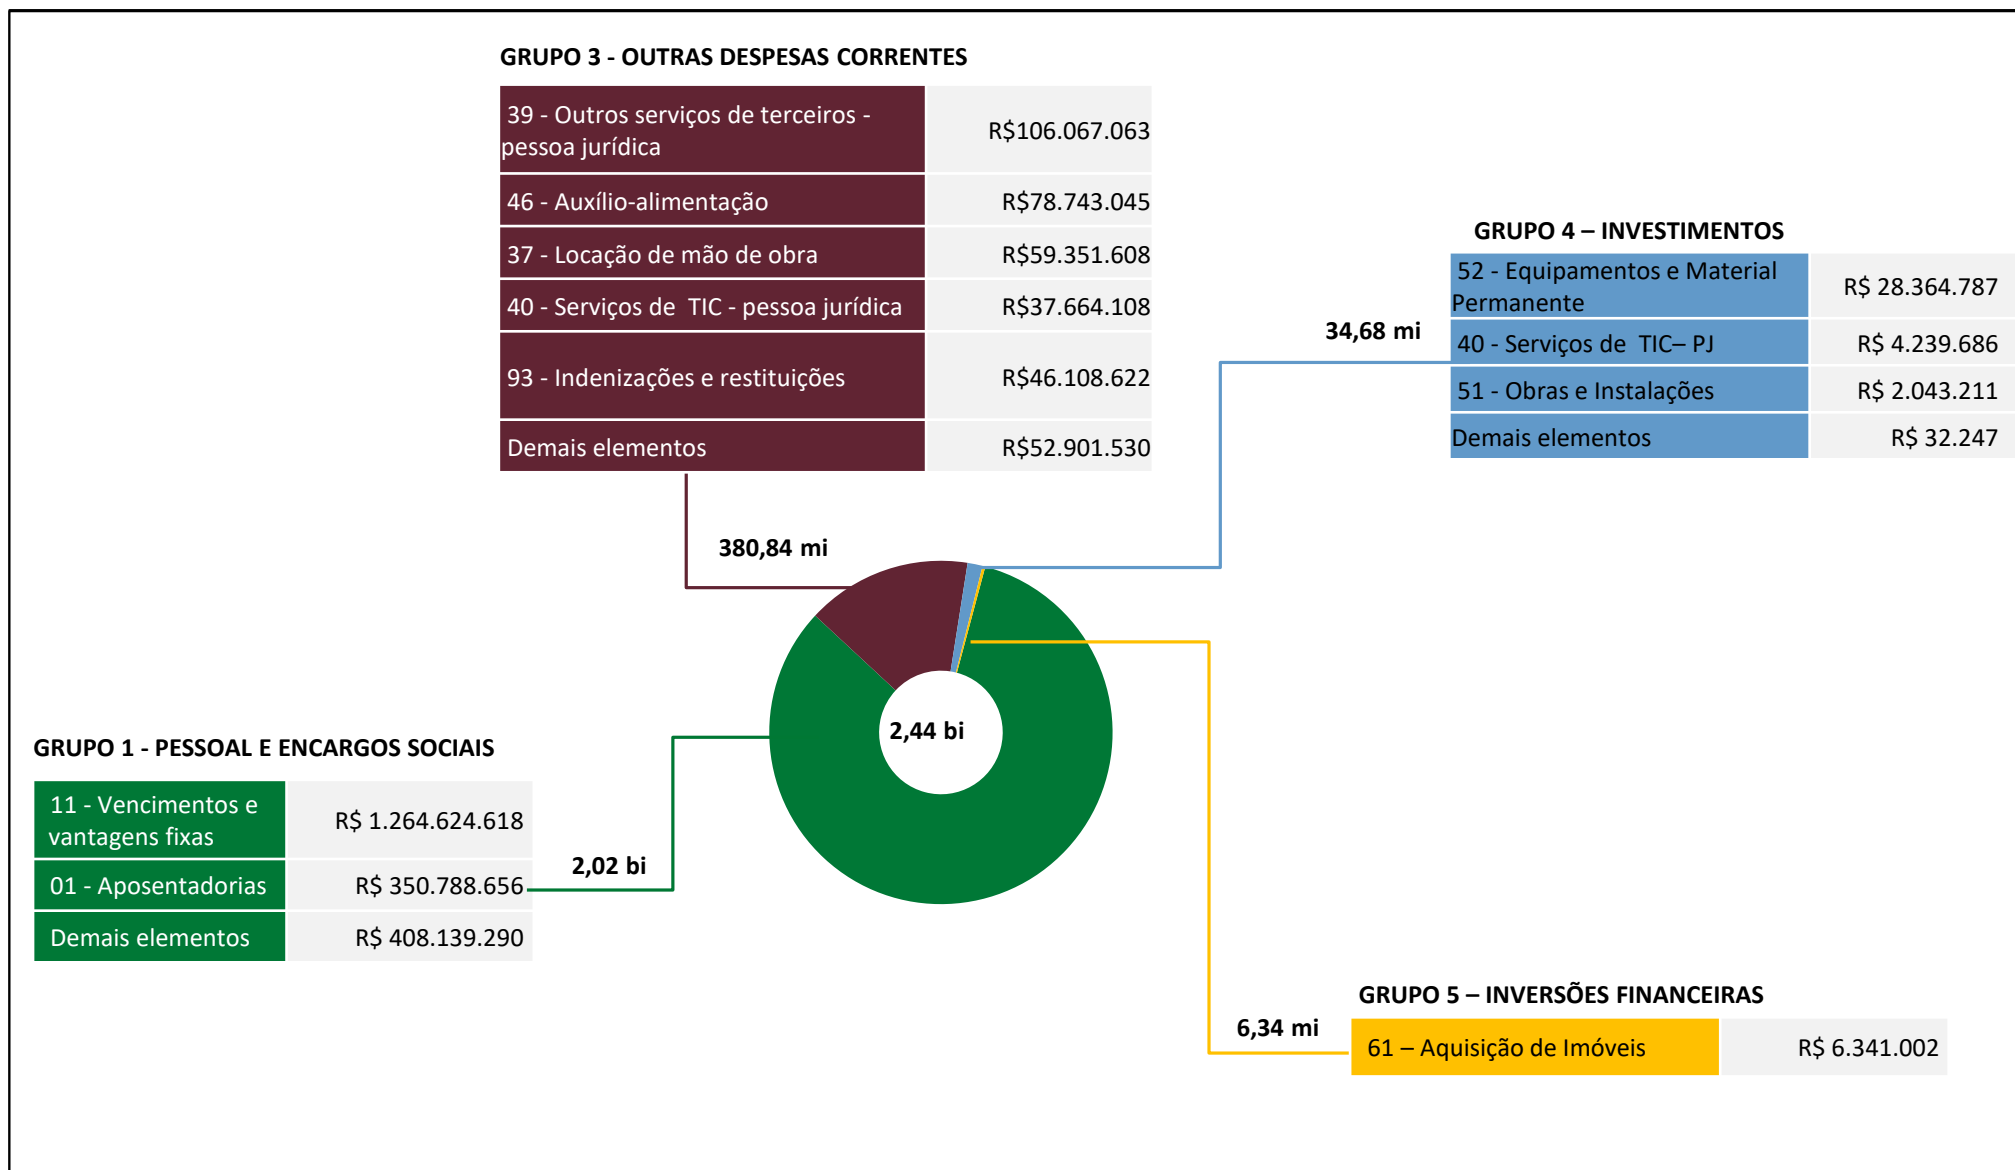 GRUPO 3 - OUTRAS DESPESAS CORRENTES
39 - Outros serviços de terceiros -
pessoa jurídica
R$106.067.063
46 - Auxílio-alimentação
R$78.743.045
37 - Locação de mão de obra
R$59.351.608
40 - Serviços de TIC - pessoa jurídica
R$37.664.108
93 - Indenizações e restituições
R$46.108.622
Demais elementos
R$52.901.530
380,84 mi
GRUPO 4 – INVESTIMENTOS
52 - Equipamentos e Material
Permanente
R$ 28.364.787
40 - Serviços de TIC– PJ
R$ 4.239.686
51 - Obras e Instalações
R$ 2.043.211
Demais elementos
R$ 32.247
34,68 mi
2,44 bi
GRUPO 1 - PESSOAL E ENCARGOS SOCIAIS
11 - Vencimentos e
vantagens fixas
R$ 1.264.624.618
01 - Aposentadorias
R$ 350.788.656
Demais elementos
R$ 408.139.290
2,02 bi
GRUPO 5 – INVERSÕES FINANCEIRAS
61 – Aquisição de Imóveis
R$ 6.341.002
6,34 mi